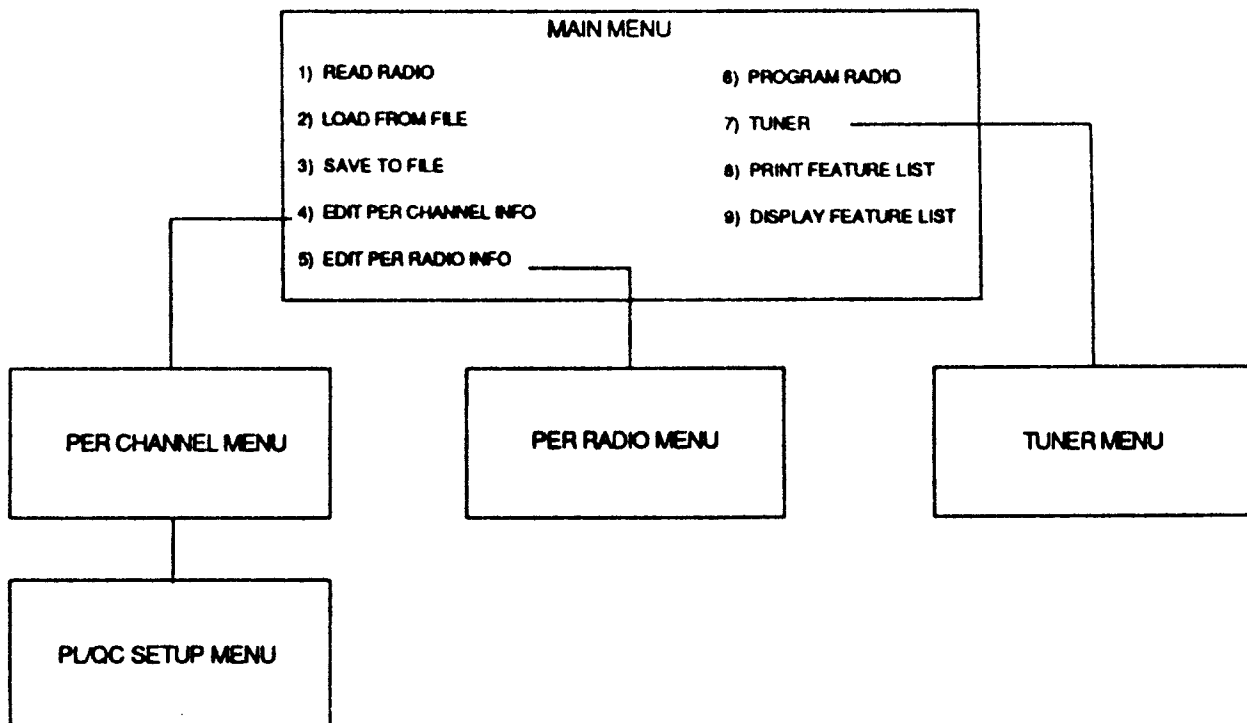 MAIN MENU
1) READ RADIO
2) LOAD FROM FILE
3) SAVE TO FILE
4) EDIT PER CHANNEL INFO
5) EDIT PER RADIO INFO
6) PROGRAM RADIO
7) TUNER
8) PRINT FEATURE LIST
9) DISPLAY FEATURE LIST
PER CHANNEL MENU
PER RADIO MENU
TUNER MENU
PL/QC SETUP MENU